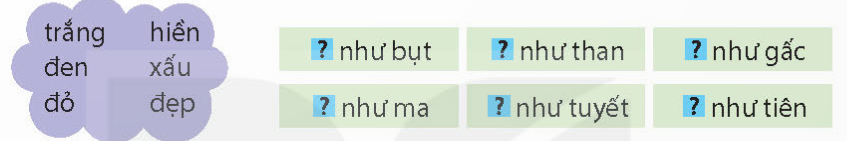 trắng hiền
đen xấu
đỏ đẹp
? như bụt ? như than ? như gấc
? như ma ? như tuyết ? như tiên